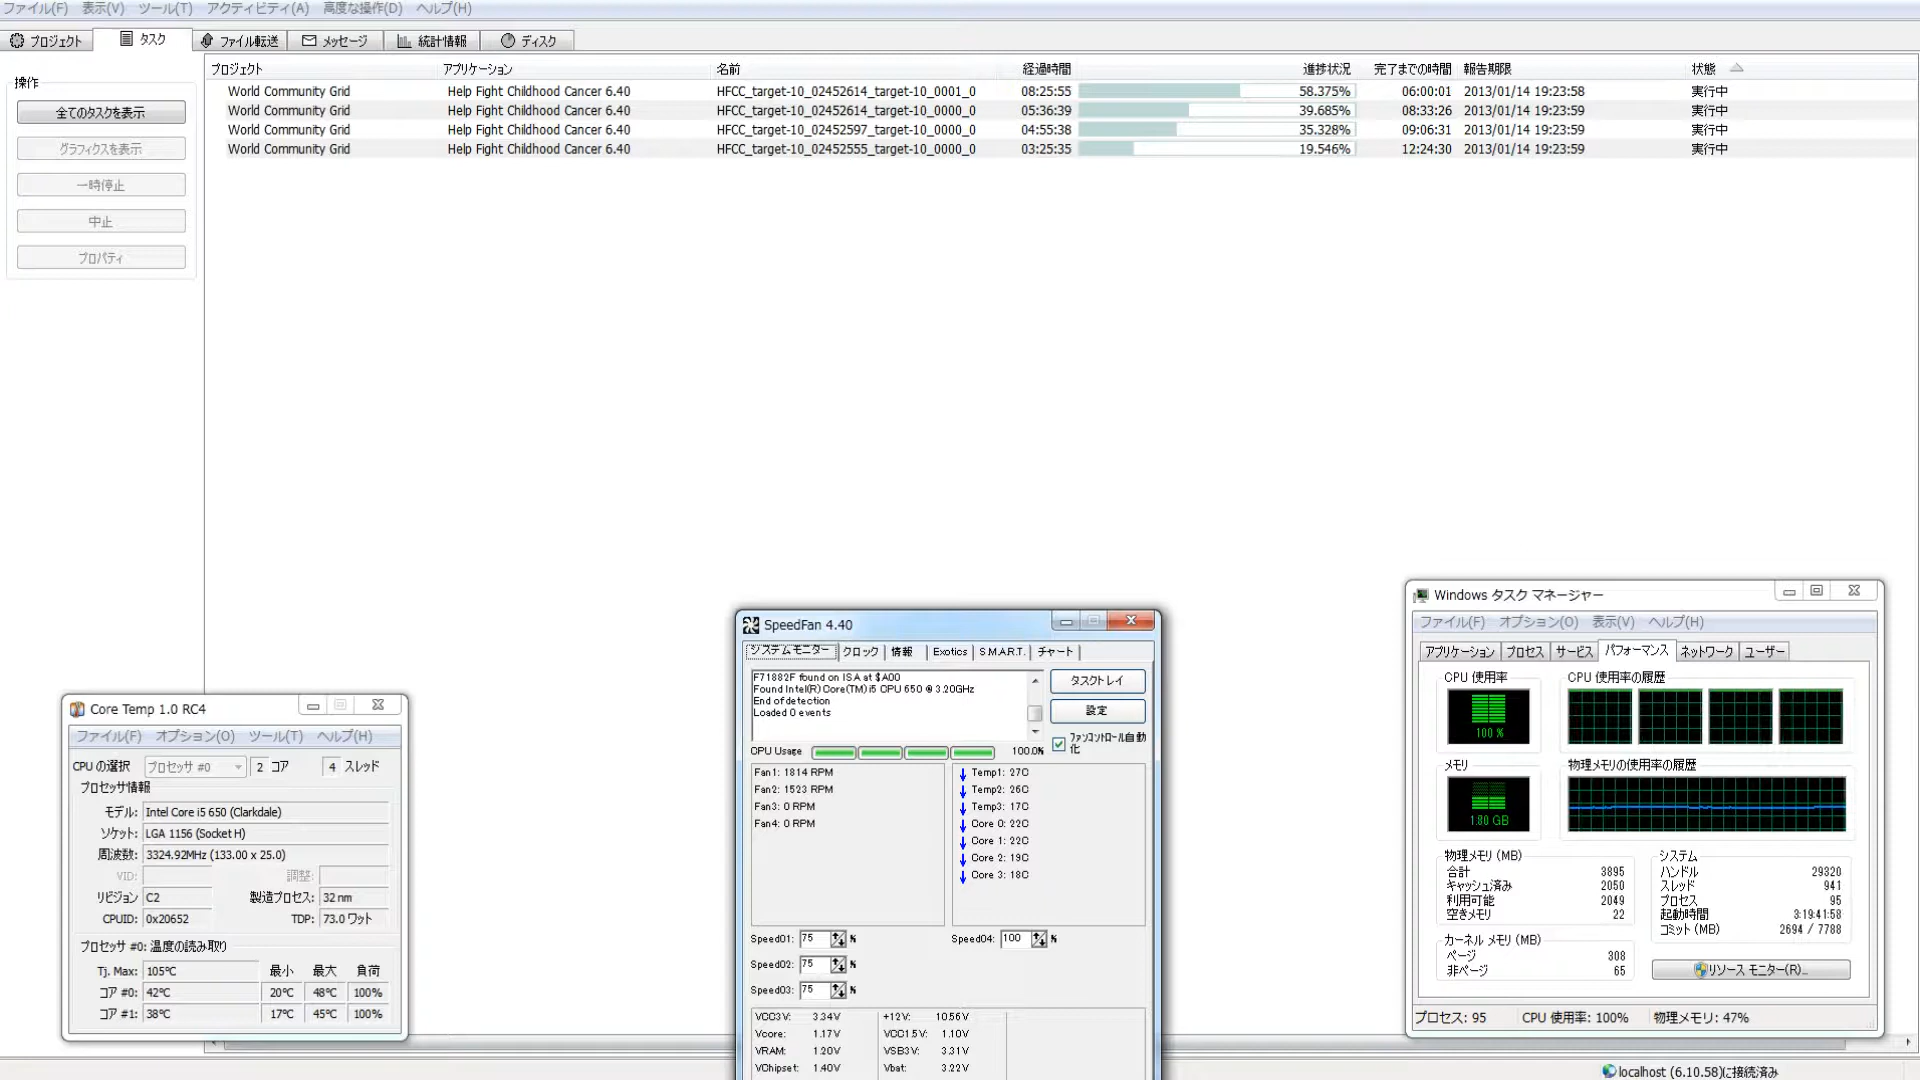 ファイル(F) 表示(V) ツール(T) アクティビティ(A) 高度な操作(D) ヘルプ(H)
プロジェクト タスク ファイル転送 メッセージ 統計情報 ディスク
操作
全てのタスクを表示
グラフィクスを表示
一時停止
中止
プロパティ
プロジェクト アプリケーション 名前 経過時間 進捗状況 完了までの時間 報告期限 状態
World Community Grid Help Fight Childhood Cancer 6.40 HFCC_target-10_02452614_target-10_0001_0 08:25:55 58.375% 06:00:01 2013/01/14 19:23:58 実行中
World Community Grid Help Fight Childhood Cancer 6.40 HFCC_target-10_02452614_target-10_0000_0 05:36:39 39.685% 08:33:26 2013/01/14 19:23:59 実行中
World Community Grid Help Fight Childhood Cancer 6.40 HFCC_target-10_02452597_target-10_0000_0 04:55:38 35.328% 09:06:31 2013/01/14 19:23:59 実行中
World Community Grid Help Fight Childhood Cancer 6.40 HFCC_target-10_02452555_target-10_0000_0 03:25:35 19.546% 12:24:30 2013/01/14 19:23:59 実行中
Core Temp 1.0 RC4
ファイル(F) オプション(O) ツール(T) ヘルプ(H)
CPU の選択 プロセッサ #0 2 コア 4 スレッド
プロセッサ情報
モデル: Intel Core i5 650 (Clarkdale)
ソケット: LGA 1156 (Socket H)
周波数: 3324.92MHz (133.00 x 25.0)
VID: 調整:
リビジョン C2 製造プロセス: 32 nm
CPUID: 0x20652 TDP: 73.0 ワット
プロセッサ #0: 温度の読み取り
Tj. Max: 105℃ 最小 最大 負荷
コア #0: 42℃ 20℃ 48℃ 100%
コア #1: 38℃ 17℃ 45℃ 100%
SpeedFan 4.40
システムモニター クロック 情報 Exotics S.M.A.R.T. チャート
F71882F found on ISA at $A00
Found Intel(R) Core(TM) i5 CPU 650 @ 3.20GHz
End of detection
Loaded 0 events
タスクトレイ
設定
ファンコントロール自動化
CPU Usage 100.0%
Fan1: 1814 RPM
Fan2: 1523 RPM
Fan3: 0 RPM
Fan4: 0 RPM
Temp1: 27C
Temp2: 26C
Temp3: 17C
Core 0: 22C
Core 1: 22C
Core 2: 19C
Core 3: 18C
Speed01: 75 % Speed04: 100 %
Speed02: 75 %
Speed03: 75 %
VCC3V: 3.34V +12V: 10.56V
Vcore: 1.17V VCC1.5V: 1.10V
VRAM: 1.20V VSB3V: 3.31V
VChipset: 1.40V Vbat: 3.22V
Windows タスク マネージャー
ファイル(F) オプション(O) 表示(V) ヘルプ(H)
アプリケーション プロセス サービス パフォーマンス ネットワーク ユーザー
CPU 使用率 CPU 使用率の履歴
100 %
メモリ 物理メモリの使用率の履歴
1.80 GB
物理メモリ (MB)
合計 3895
キャッシュ済み 2050
利用可能 2049
空きメモリ 22
カーネル メモリ (MB)
ページ 308
非ページ 65
システム
ハンドル 29320
スレッド 941
プロセス 95
起動時間 3:19:41:58
コミット (MB) 2694 / 7788
リソース モニター(R)...
プロセス: 95 CPU 使用率: 100% 物理メモリ: 47%
localhost (6.10.58)に接続済み